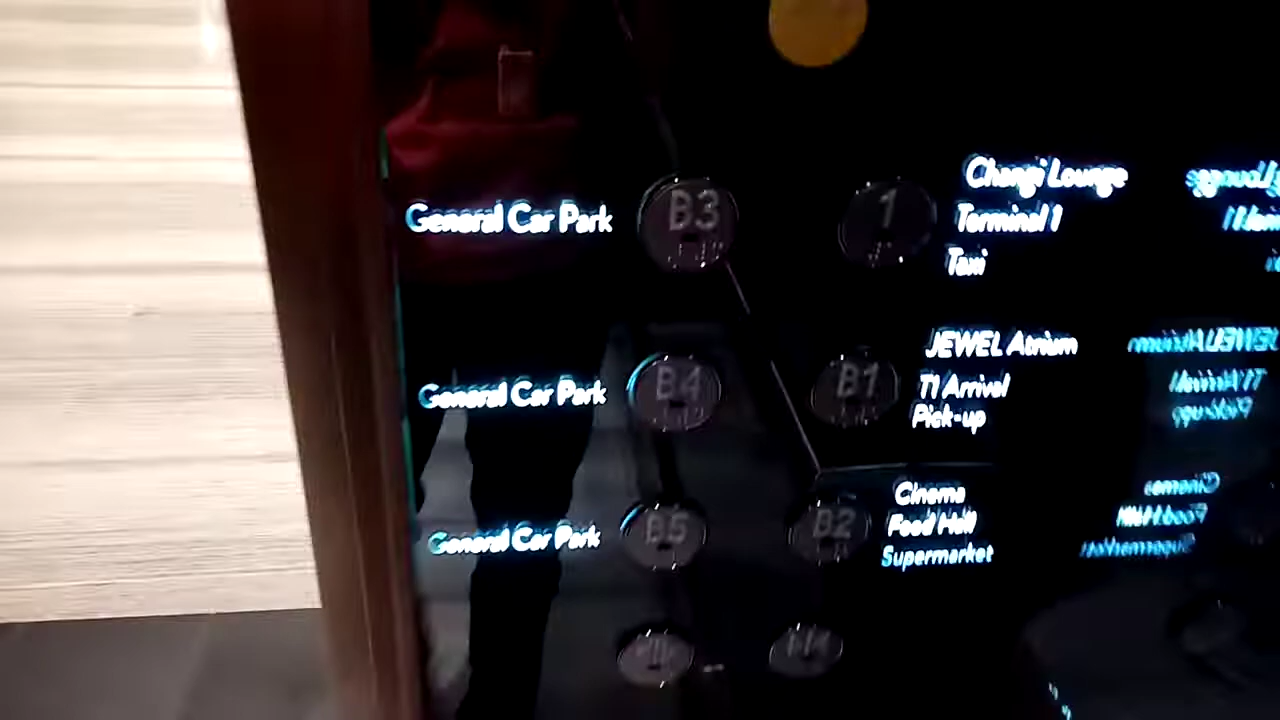 General Car Park B3
1 Changi Lounge
Terminal 1
Taxi
General Car Park B4
B1 JEWEL Atrium
T1 Arrival
Pick-up
General Car Park B5
B2 Cinema
Food Hall
Supermarket